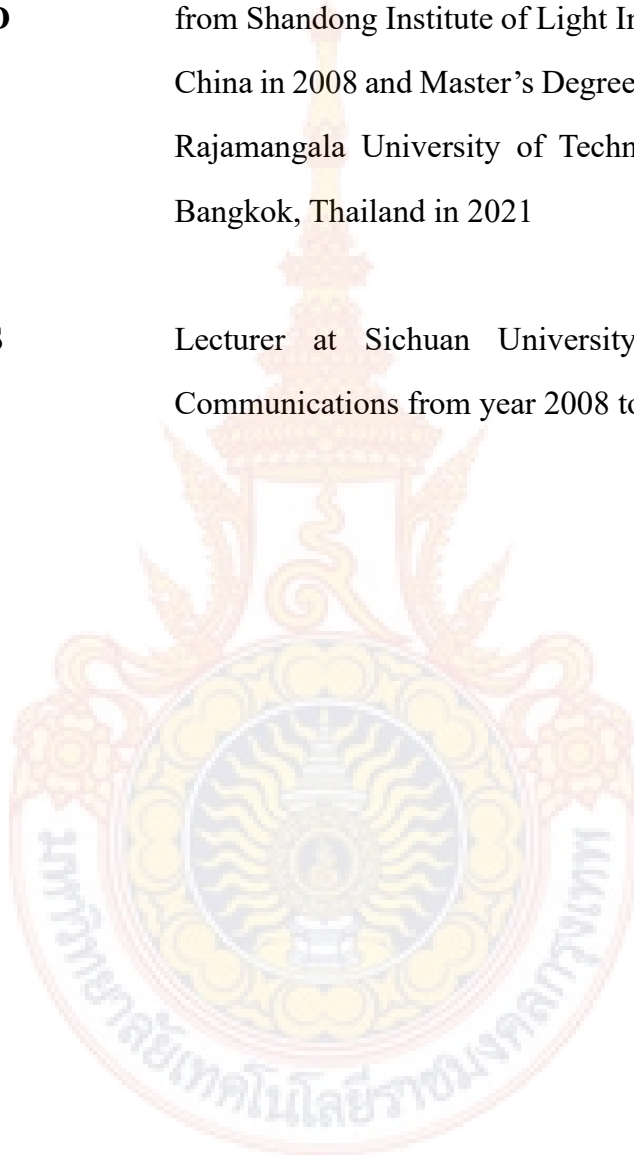 from Shandong Institute of Light
China in 2008 and Master’s Degree
Rajamangala University of
Bangkok, Thailand in 2021
Lecturer at Sichuan University
Communications from year 2008
มหาวิทยาลัยเทคโนโลยีราชมงคลกรุงเทพ